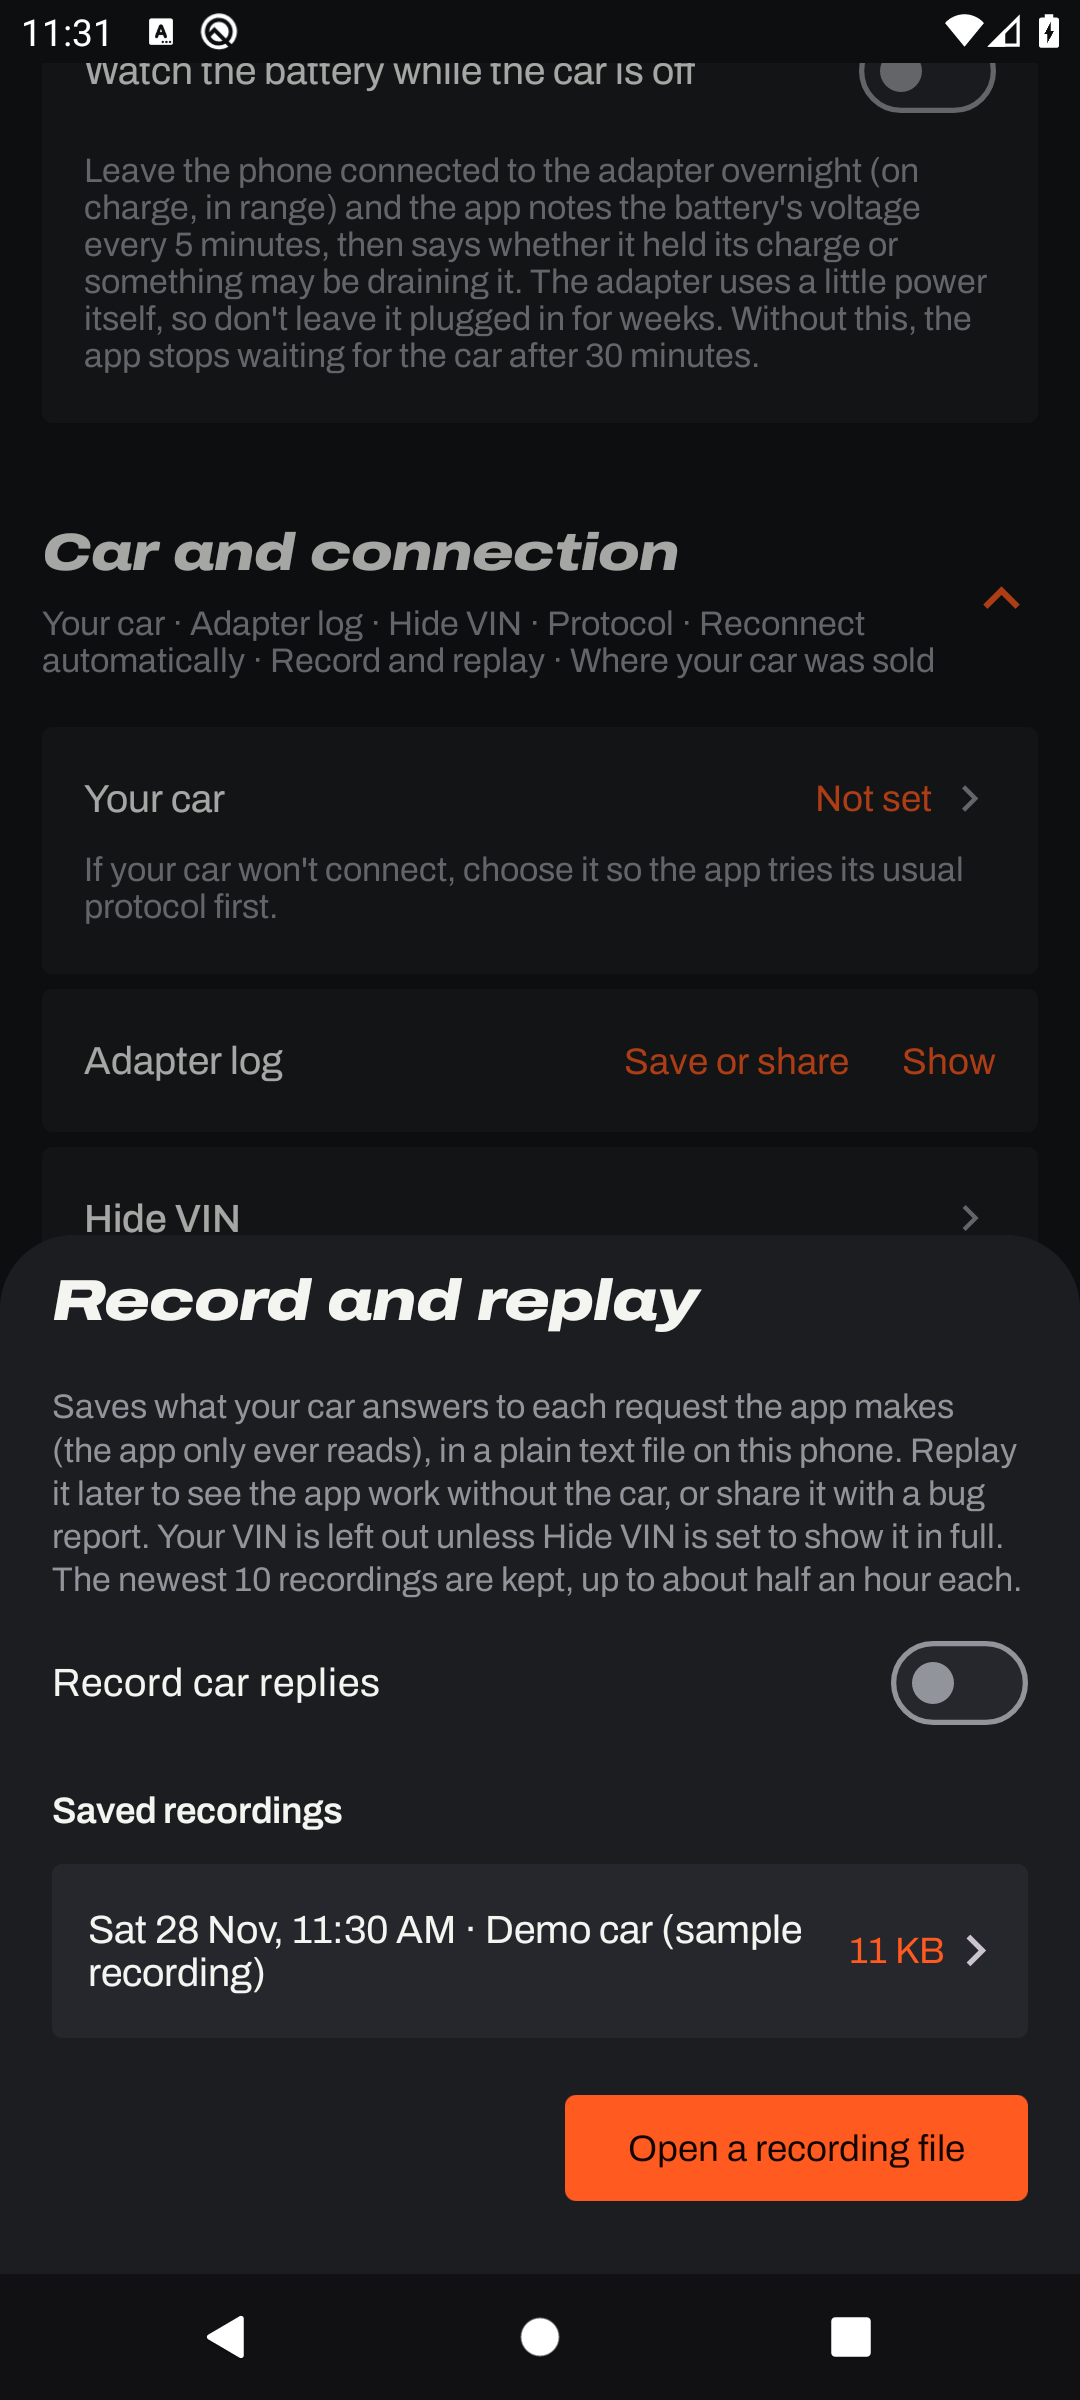 11:31
Watch the battery while the car is off
Leave the phone connected to the adapter overnight (on
charge, in range) and the app notes the battery's voltage
every 5 minutes, then says whether it held its charge or
something may be draining it. The adapter uses a little power
itself, so don't leave it plugged in for weeks. Without this, the
app stops waiting for the car after 30 minutes.
Car and connection
Your car · Adapter log · Hide VIN · Protocol · Reconnect
automatically · Record and replay · Where your car was sold
Your car
Not set
If your car won't connect, choose it so the app tries its usual
protocol first.
Adapter log
Save or share
Show
Hide VIN
Record and replay
Saves what your car answers to each request the app makes
(the app only ever reads), in a plain text file on this phone. Replay
it later to see the app work without the car, or share it with a bug
report. Your VIN is left out unless Hide VIN is set to show it in full.
The newest 10 recordings are kept, up to about half an hour each.
Record car replies
Saved recordings
Sat 28 Nov, 11:30 AM · Demo car (sample
recording)
11 KB
Open a recording file